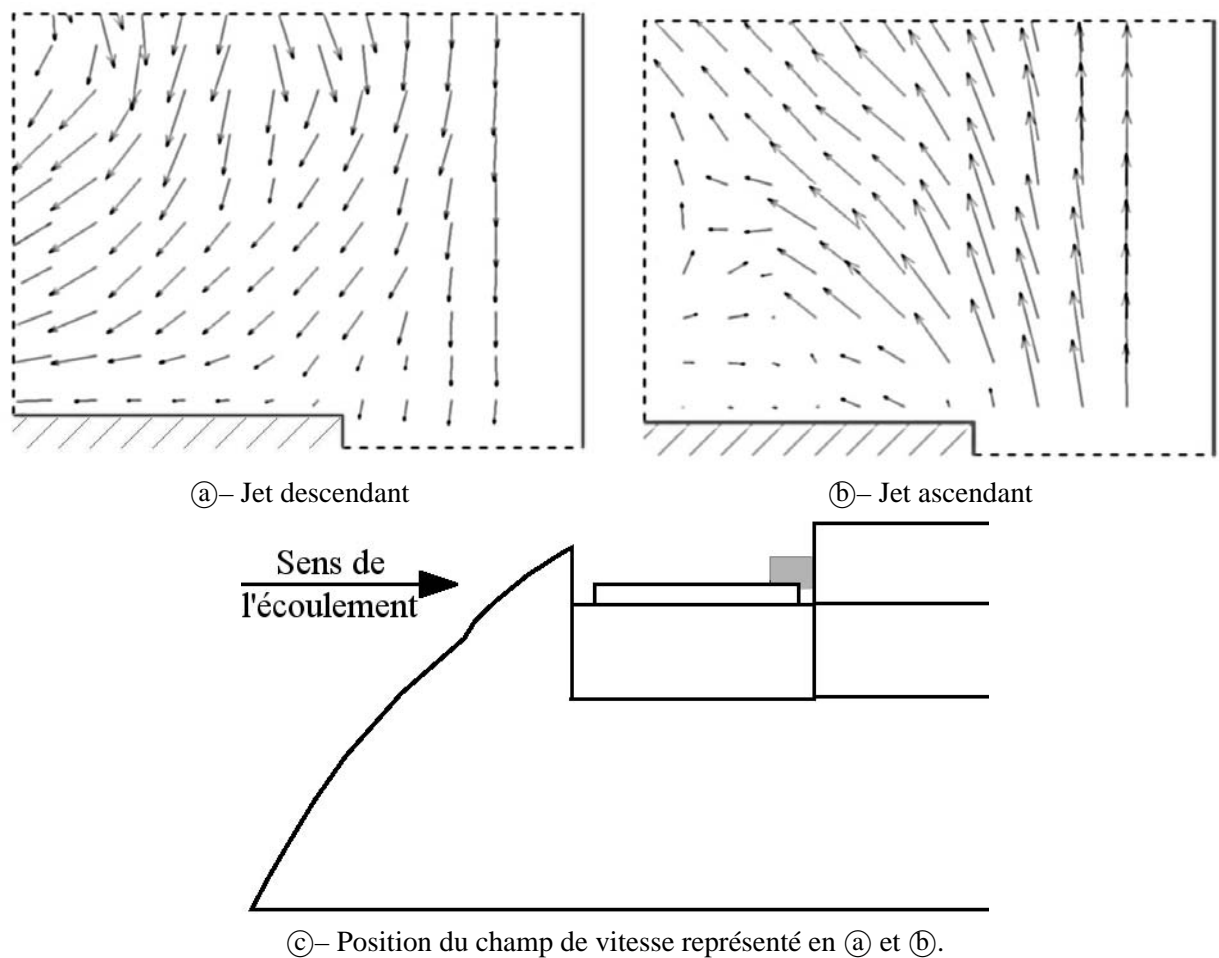 ⓐ– Jet descendant
ⓑ– Jet ascendant
Sens de
l'écoulement
ⓒ– Position du champ de vitesse représenté en ⓐ et ⓑ.